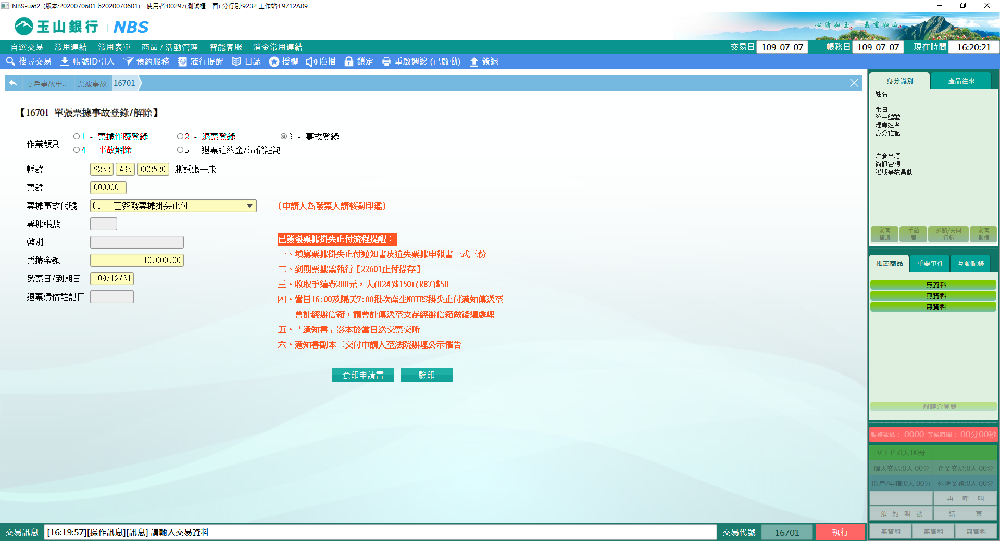 NBS-uat2 (版本:2020070601.b2020070601) 使用者:00297(測試櫃一酉) 分行別:9232 工作站:L9712A09
玉山銀行 | NBS
心清如玉 義重如山
自選交易 常用連結 常用表單 商品 / 活動管理 智能客服 消金常用連結 交易日 109-07-07 帳務日 109-07-07 現在時間 16:20:21
搜尋交易 帳號ID引入 預約服務 蒞行提醒 日誌 授權 廣播 鎖定 重啟週邊 (已啟動) 簽退
存戶事故申.. 票據事故 16701
【16701 單張票據事故登錄/解除】
作業類別
1 - 票據作廢登錄 2 - 退票登錄 3 - 事故登錄
4 - 事故解除 5 - 退票違約金/清償註記
帳號 9232 435 002520 測試張一未
票號 0000001
票據事故代號 01 - 已簽發票據掛失止付 (申請人為發票人請核對印鑑)
票據張數
幣別
票據金額 10,000.00
發票日/到期日 109/12/31
退票清償註記日
已簽發票據掛失止付流程提醒：
一、填寫票據掛失止付通知書及遺失票據申報書一式三份
二、到期票據需執行【22601止付提存】
三、收取手續費200元，入(H24)$150+(R87)$50
四、當日16:00及隔天7:00批次產生NOTES掛失止付通知傳送至
會計經辦信箱，請會計傳送至支存經辦信箱做後續處理
五、「通知書」影本於當日送交票交所
六、通知書副本二交付申請人至法院辦理公示催告
套印申請書 驗印
身分識別 產品往來
姓名
生日
統一編號
理專姓名
身分註記
注意事項
簡訊密碼
近期事故異動
顧客資訊 手續費 通路/共同行銷 顧客影像
推薦商品 重要事件 互動記錄
無資料
無資料
無資料
一般轉介登錄
服務號碼： 0000 等候時間： 00分00秒
ＶＩＰ:0人 00分
個人交易:0人 00分 企業交易:0人 00分
開戶/申請:0人 00分 外匯業務:0人 00分
再 呼 叫
預 約 叫 號 結 束
無資料 無資料 無資料
交易訊息 [16:19:57][操作訊息][訊息] 請輸入交易資料 交易代號 16701 執行